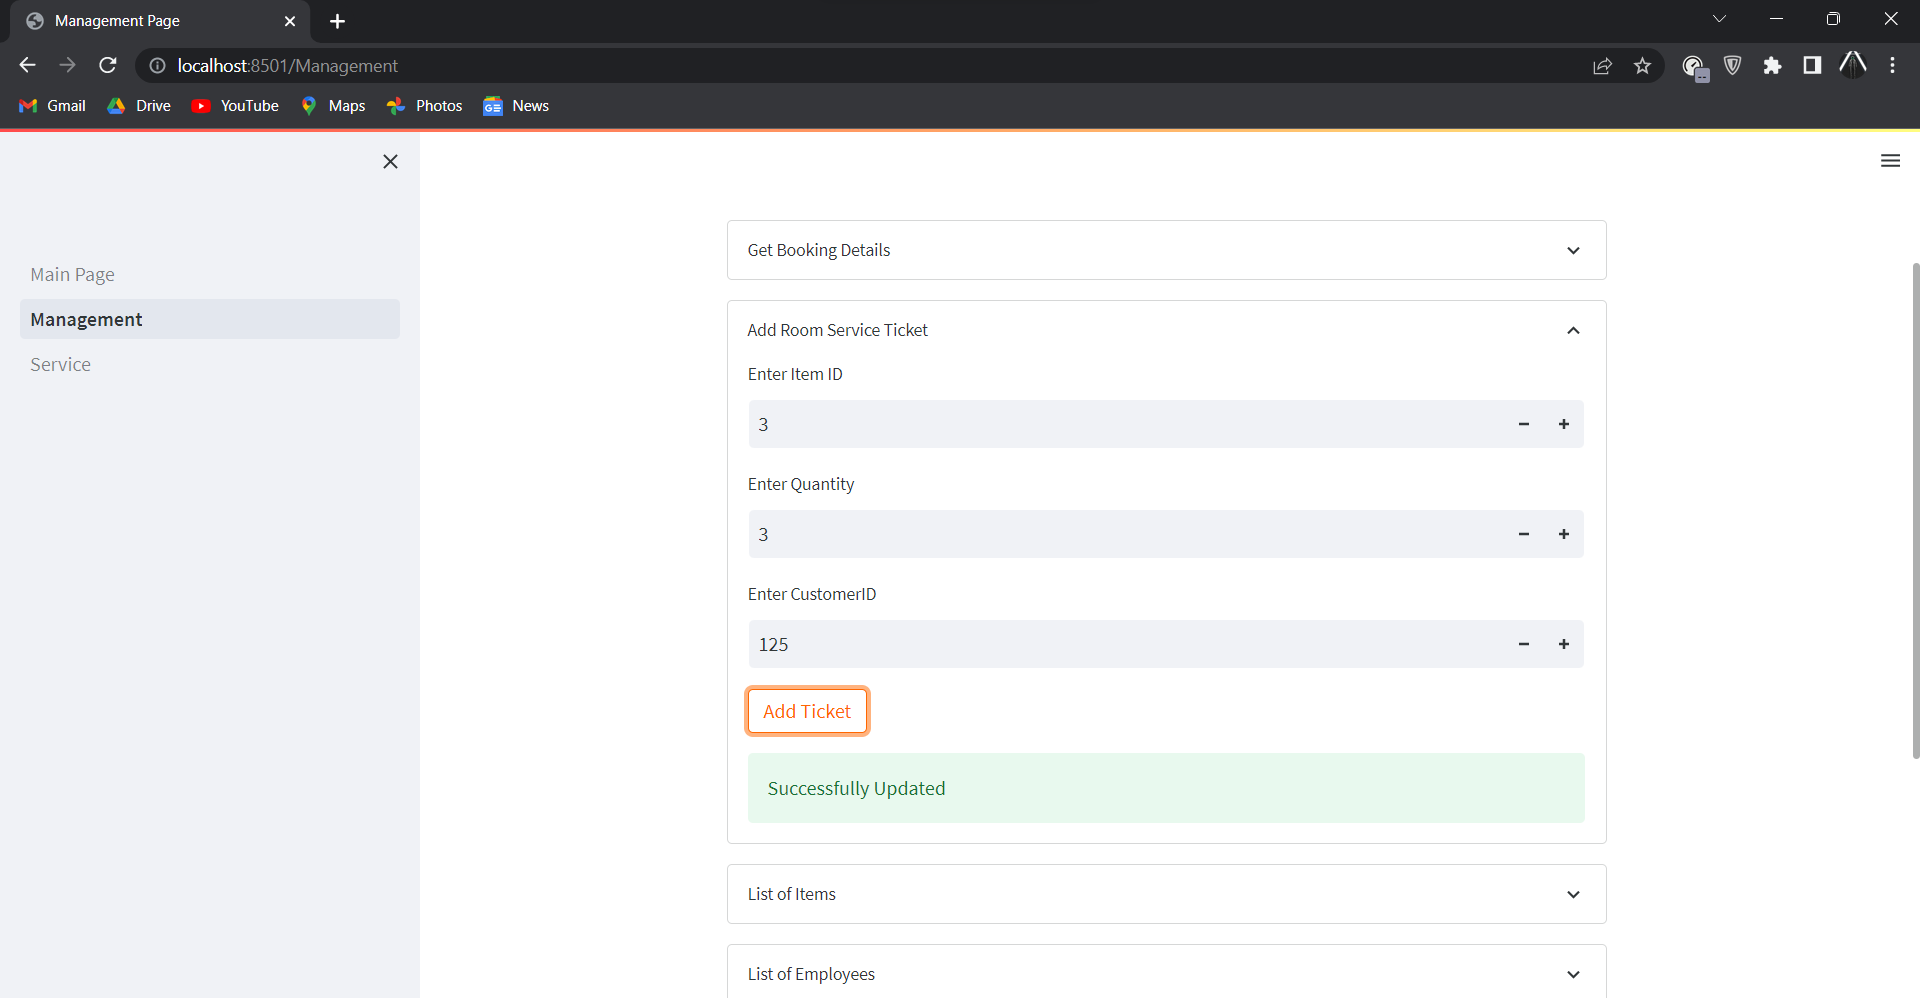 Management Page
localhost:8501/Management
Gmail
Drive
YouTube
Maps
Photos
News
Main Page
Management
Service
Get Booking Details
Add Room Service Ticket
Enter Item ID
3
Enter Quantity
3
Enter CustomerID
125
Add Ticket
Successfully Updated
List of Items
List of Employees